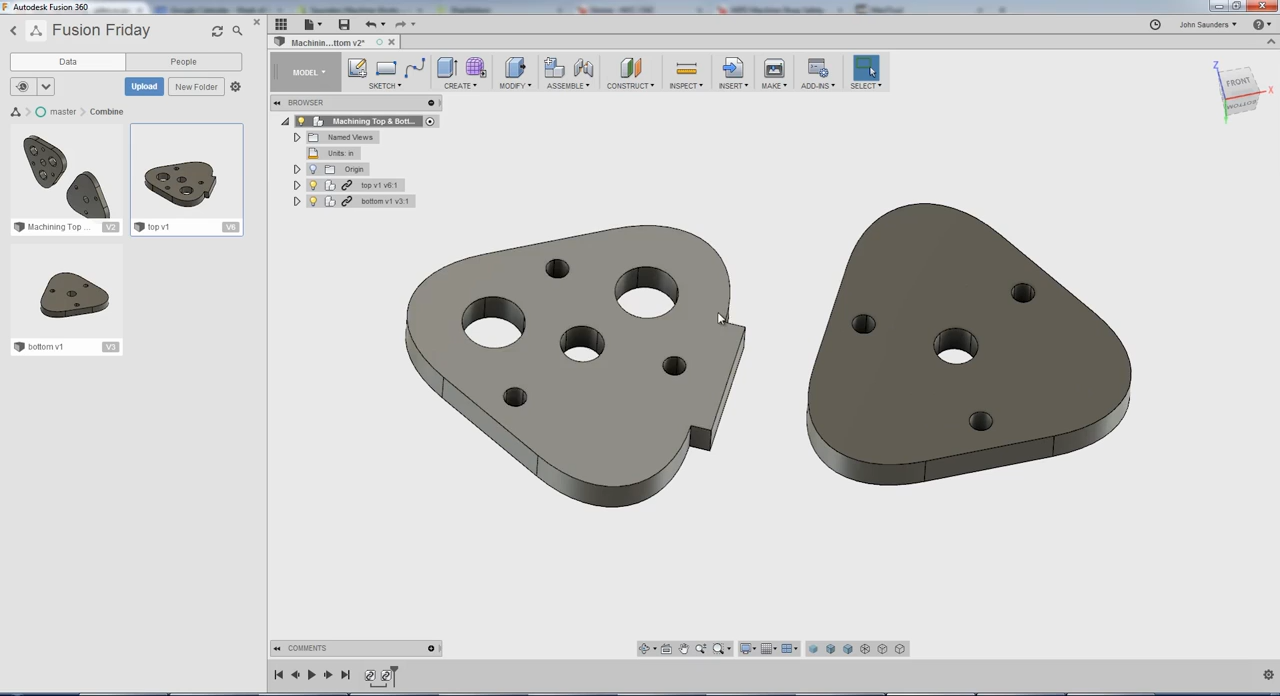 Autodesk Fusion 360
Fusion Friday
John Saunders
Data
People
Machinin...ttom v2*
Upload
New Folder
MODEL
SKETCH
CREATE
MODIFY
ASSEMBLE
CONSTRUCT
INSPECT
INSERT
MAKE
ADD-INS
SELECT
Z
FRONT
BOTTOM
X
Y
BROWSER
master
Combine
Machining Top & Bott...
Named Views
Units: in
Origin
top v1 v6:1
bottom v1 v3:1
Machining Top ...
V2
top v1
V6
bottom v1
V3
COMMENTS